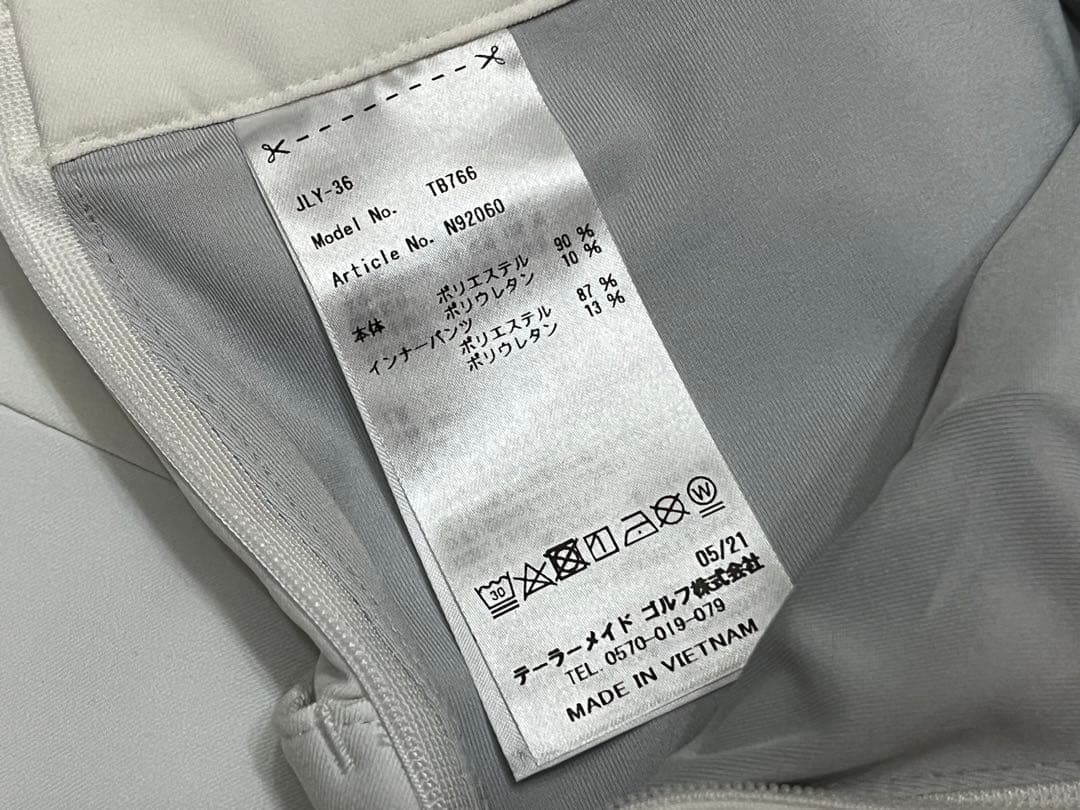 JLY-36
Model No. TB766
Article No. N92060
本体 ポリエステル 90 %
ポリウレタン 10 %
インナーパンツ
ポリエステル 87 %
ポリウレタン 13 %
30
W
05/21
テーラーメイド ゴルフ株式会社
TEL. 0570-019-079
MADE IN VIETNAM